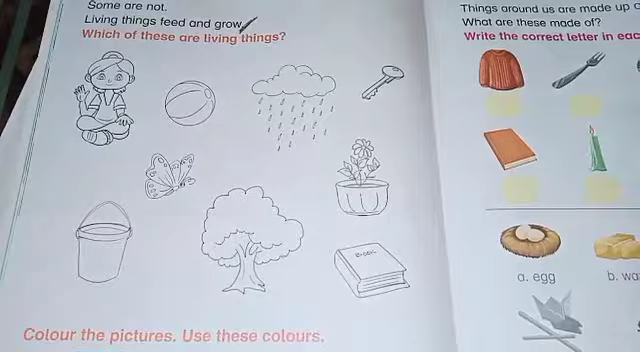 Some are not.
Living things feed and grow.
Which of these are living things?
BOOK
Colour the pictures. Use these colours.
Things around us are made up
What are these made of?
Write the correct letter in
a. egg
b.